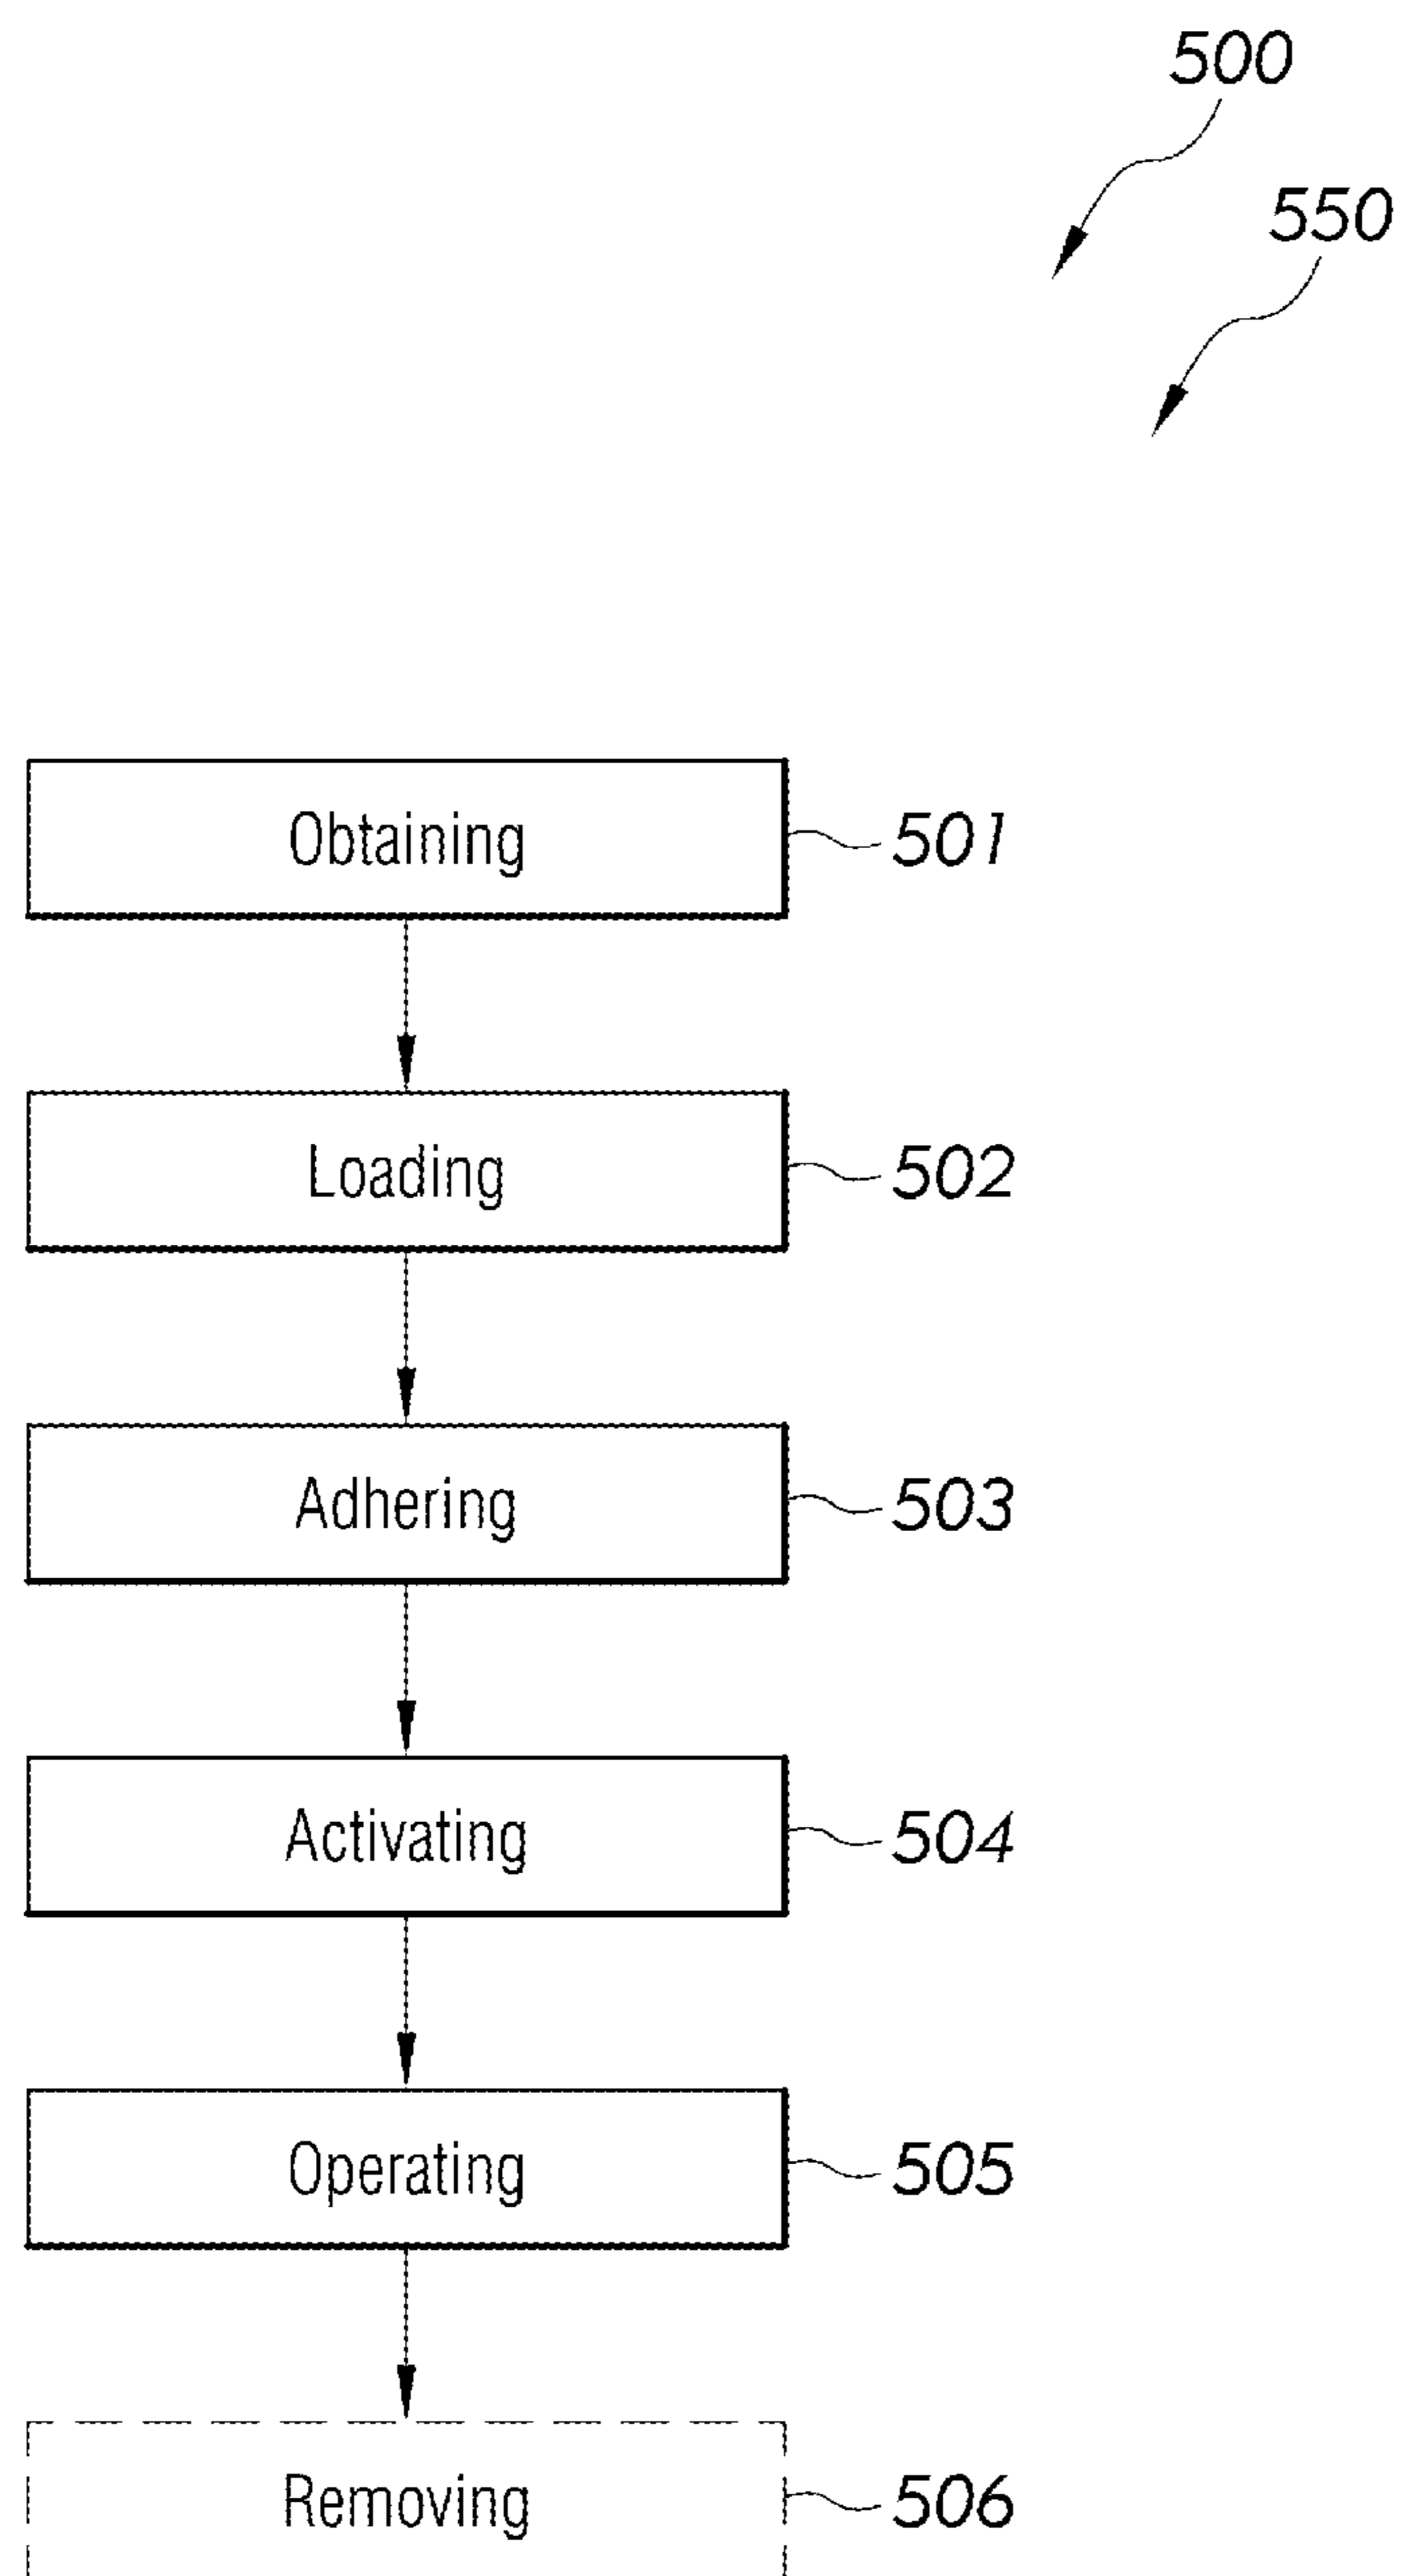 500
550
Obtaining 501
Loading 502
Adhering 503
Activating 504
Operating 505
Removing 506